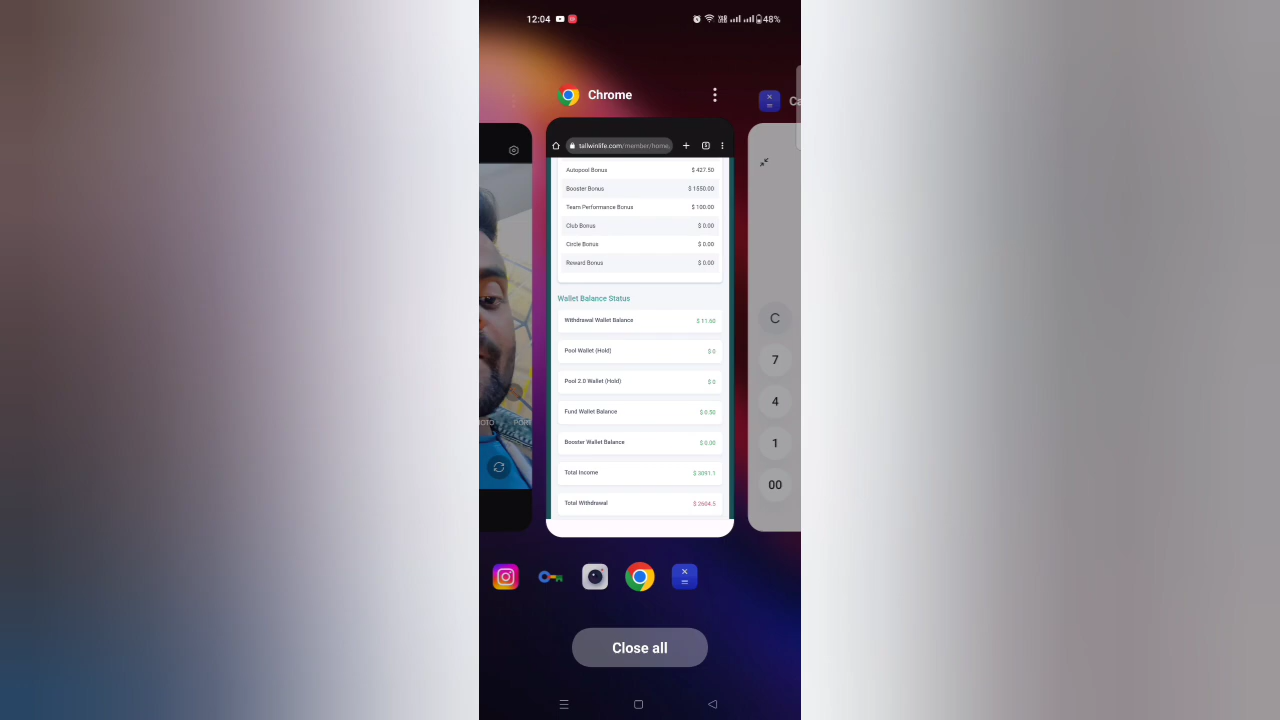 12:04
48%
Chrome
Ca
tallwinlife.com/member/home.
Autopool Bonus $ 427.50
Booster Bonus $ 1550.00
Team Performance Bonus $ 100.00
Club Bonus $ 0.00
Circle Bonus $ 0.00
Reward Bonus $ 0.00
Wallet Balance Status
Withdrawal Wallet Balance $ 11.60
Pool Wallet (Hold) $ 0
Pool 2.0 Wallet (Hold) $ 0
Fund Wallet Balance $ 0.50
Booster Wallet Balance $ 0.00
Total Income $ 3091.1
Total Withdrawal $ 2604.5
C
7
4
1
00
Close all